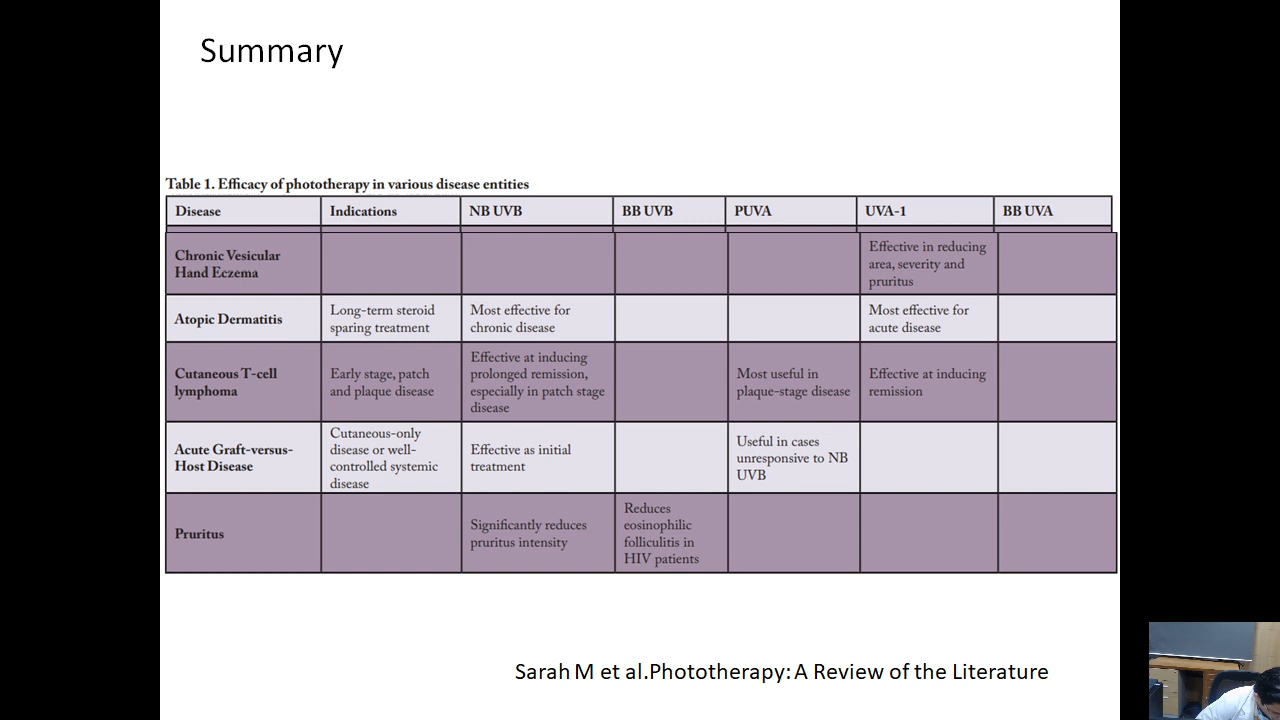 Summary
Table 1. Efficacy of phototherapy in various disease entities
Disease
Indications
NB UVB
BB UVB
PUVA
UVA-1
BB UVA
Chronic Vesicular
Hand Eczema
Effective in reducing
area, severity and
pruritus
Atopic Dermatitis
Long-term steroid
sparing treatment
Most effective for
chronic disease
Most effective for
acute disease
Cutaneous T-cell
lymphoma
Early stage, patch
and plaque disease
Effective at inducing
prolonged remission,
especially in patch stage
disease
Most useful in
plaque-stage disease
Effective at inducing
remission
Acute Graft-versus-
Host Disease
Cutaneous-only
disease or well-
controlled systemic
disease
Effective as initial
treatment
Useful in cases
unresponsive to NB
UVB
Pruritus
Significantly reduces
pruritus intensity
Reduces
eosinophilic
folliculitis in
HIV patients
Sarah M et al.Phototherapy: A Review of the Literature